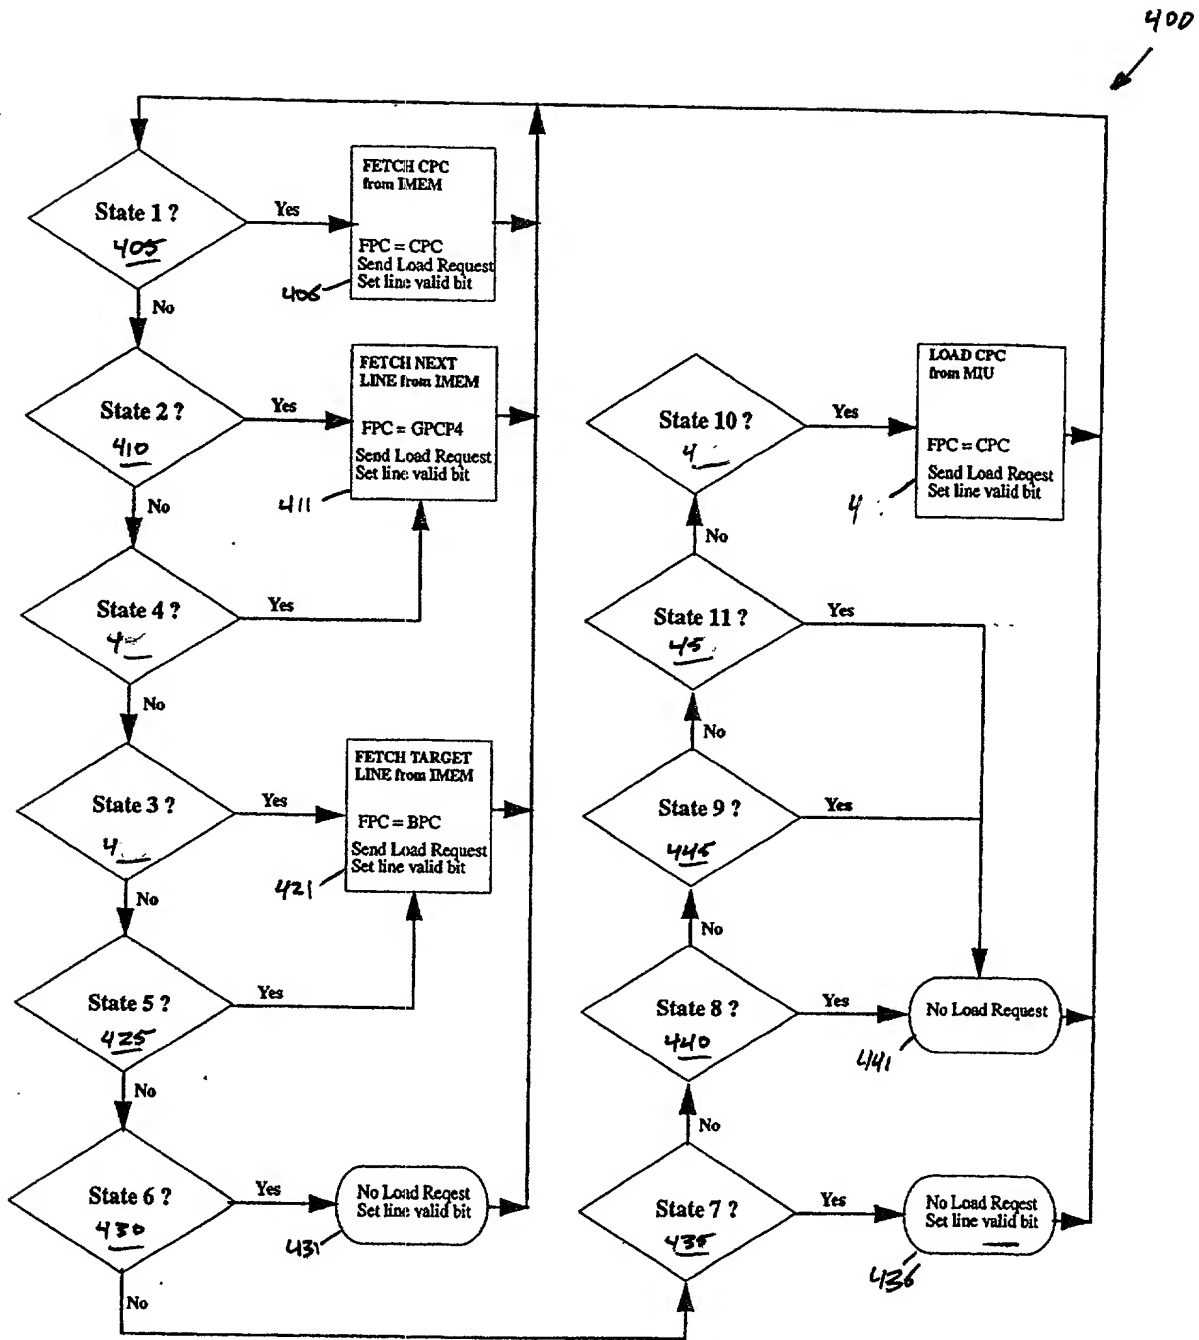 400
State 1 ?
405
Yes
No
FETCH CPC
from IMEM
FPC = CPC
Send Load Request
Set line valid bit
406
State 2 ?
410
Yes
No
FETCH NEXT
LINE from IMEM
FPC = GPCP4
Send Load Request
Set line valid bit
411
State 4 ?
Yes
No
State 3 ?
Yes
No
FETCH TARGET
LINE from IMEM
FPC = BPC
Send Load Request
Set line valid bit
421
State 5 ?
425
Yes
No
State 6 ?
430
Yes
No
No Load Reqest
Set line valid bit
431
State 10 ?
Yes
No
LOAD CPC
from MIU
FPC = CPC
Send Load Reqest
Set line valid bit
State 11 ?
Yes
No
State 9 ?
445
Yes
No
State 8 ?
440
Yes
No
No Load Request
441
State 7 ?
435
Yes
No Load Reqest
Set line valid bit
436